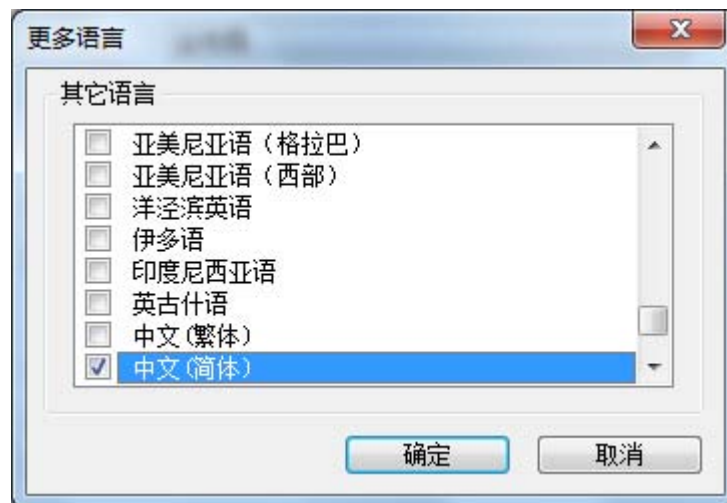 更多语言
其它语言
亚美尼亚语（格拉巴）
亚美尼亚语（西部）
洋泾滨英语
伊多语
印度尼西亚语
英古什语
中文(繁体)
中文(简体)
确定
取消